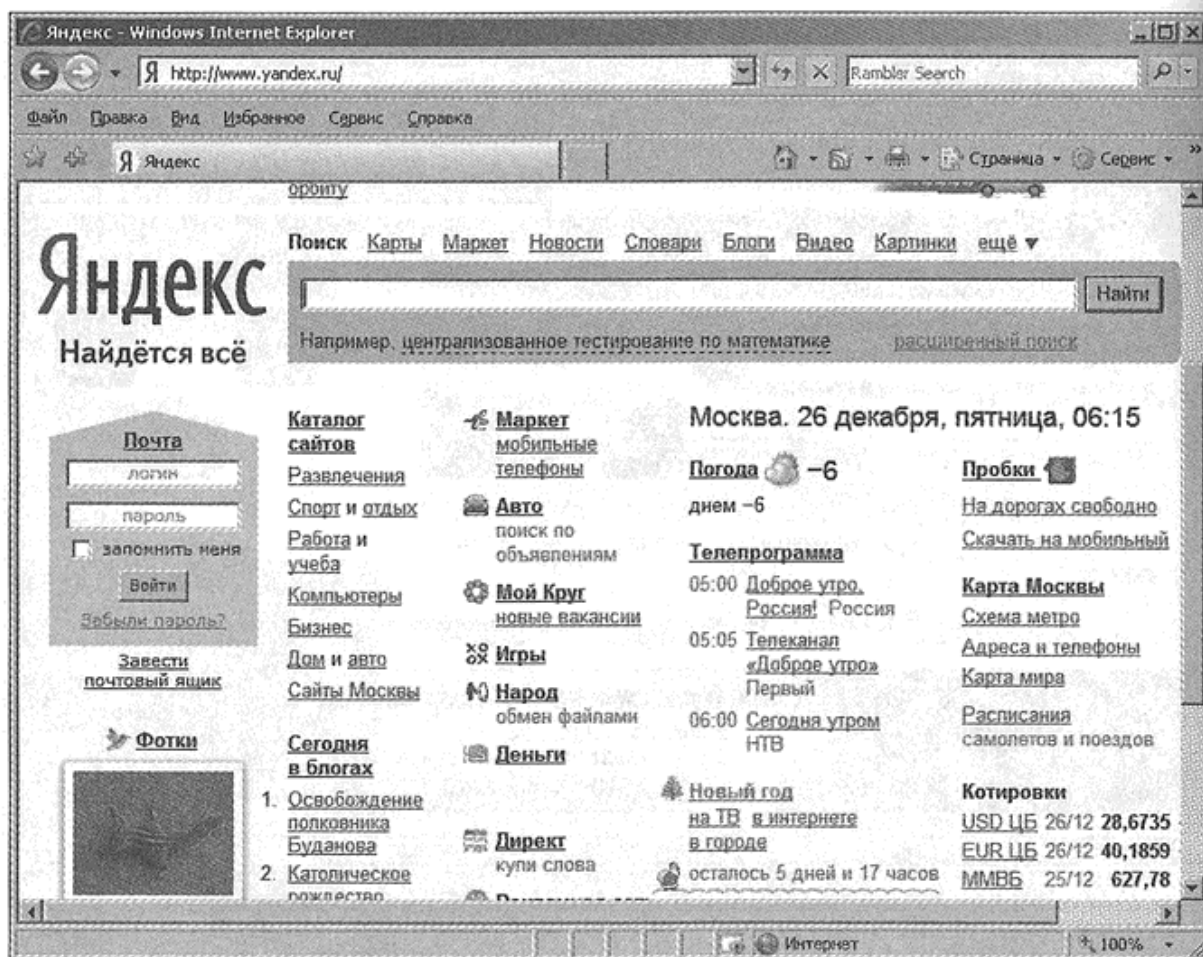 Яндекс - Windows Internet Explorer
http://www.yandex.ru/
Rambler Search
Файл Правка Вид Избранное Сервис Справка
Яндекс
Страница
Сервис
орбиту
Поиск Карты Маркет Новости Словари Блоги Видео Картинки ещё ▼
Яндекс
Найдётся всё
Найти
Например, централизованное тестирование по математике
расширенный поиск
Почта
логин
пароль
запомнить меня
Войти
Забыли пароль?
Завести
почтовый ящик
Фотки
Каталог
сайтов
Развлечения
Спорт и отдых
Работа и
учеба
Компьютеры
Бизнес
Дом и авто
Сайты Москвы
Сегодня
в блогах
1. Освобождение
полковника
Буданова
2. Католическое
рождество
Маркет
мобильные
телефоны
Авто
поиск по
объявлениям
Мой Круг
новые вакансии
Игры
Народ
обмен файлами
Деньги
Директ
купи слова
Москва. 26 декабря, пятница, 06:15
Погода −6
днем −6
Телепрограмма
05:00 Доброе утро,
Россия! Россия
05:05 Телеканал
«Доброе утро»
Первый
06:00 Сегодня утром
НТВ
Новый год
на ТВ в интернете
в городе
осталось 5 дней и 17 часов
Пробки
На дорогах свободно
Скачать на мобильный
Карта Москвы
Схема метро
Адреса и телефоны
Карта мира
Расписания
самолетов и поездов
Котировки
USD ЦБ 26/12 28,6735
EUR ЦБ 26/12 40,1859
ММВБ 25/12 627,78
Интернет
100%